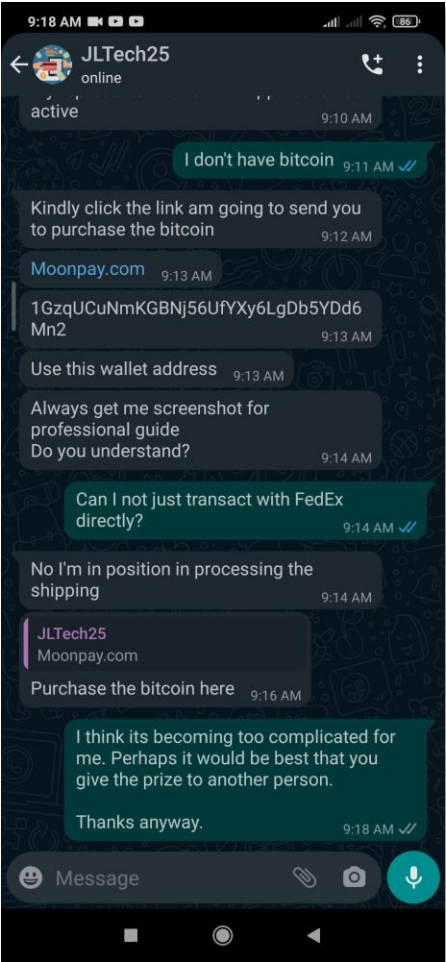 9:18 AM
86
JLTech25
online
active
9:10 AM
I don't have bitcoin 9:11 AM
Kindly click the link am going to send you
to purchase the bitcoin
9:12 AM
Moonpay.com 9:13 AM
1GzqUCuNmKGBNj56UfYXy6LgDb5YDd6
Mn2
9:13 AM
Use this wallet address 9:13 AM
Always get me screenshot for
professional guide
Do you understand?
9:14 AM
Can I not just transact with FedEx
directly?
9:14 AM
No I'm in position in processing the
shipping
9:14 AM
JLTech25
Moonpay.com
Purchase the bitcoin here 9:16 AM
I think its becoming too complicated for
me. Perhaps it would be best that you
give the prize to another person.
Thanks anyway.
9:18 AM
Message